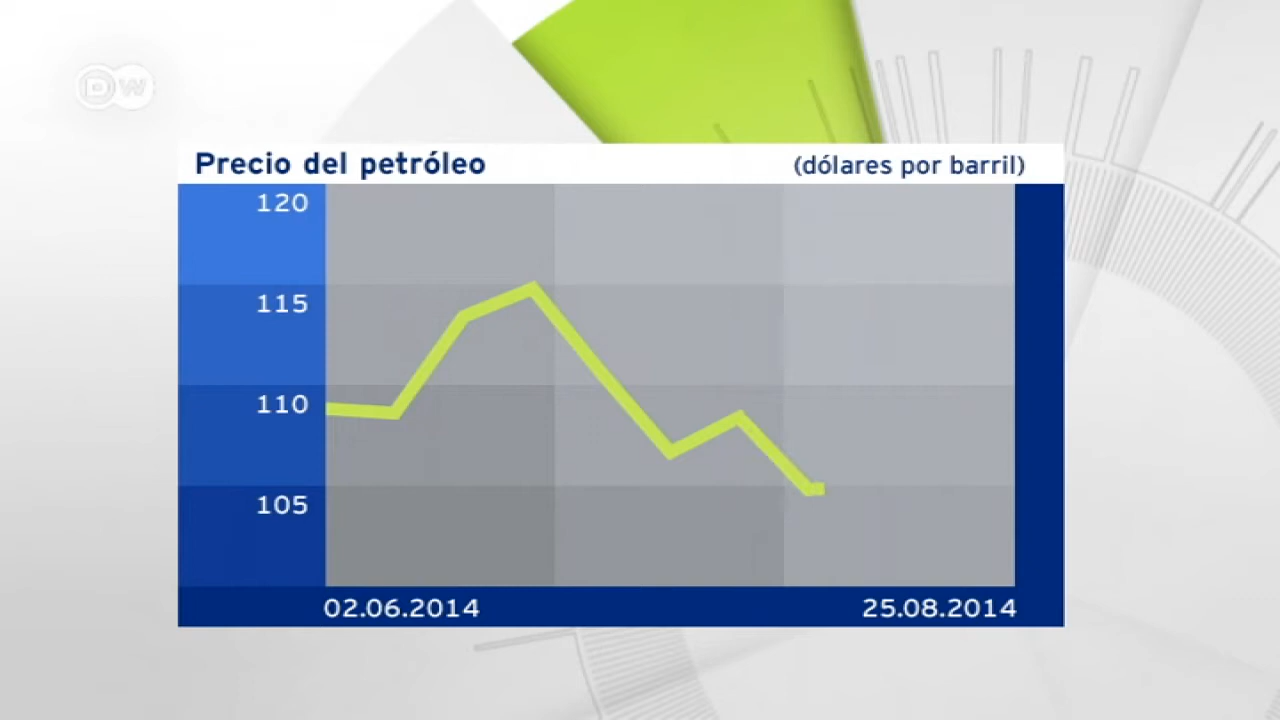 DW
Precio del petróleo (dólares por barril)
120
115
110
105
02.06.2014 25.08.2014